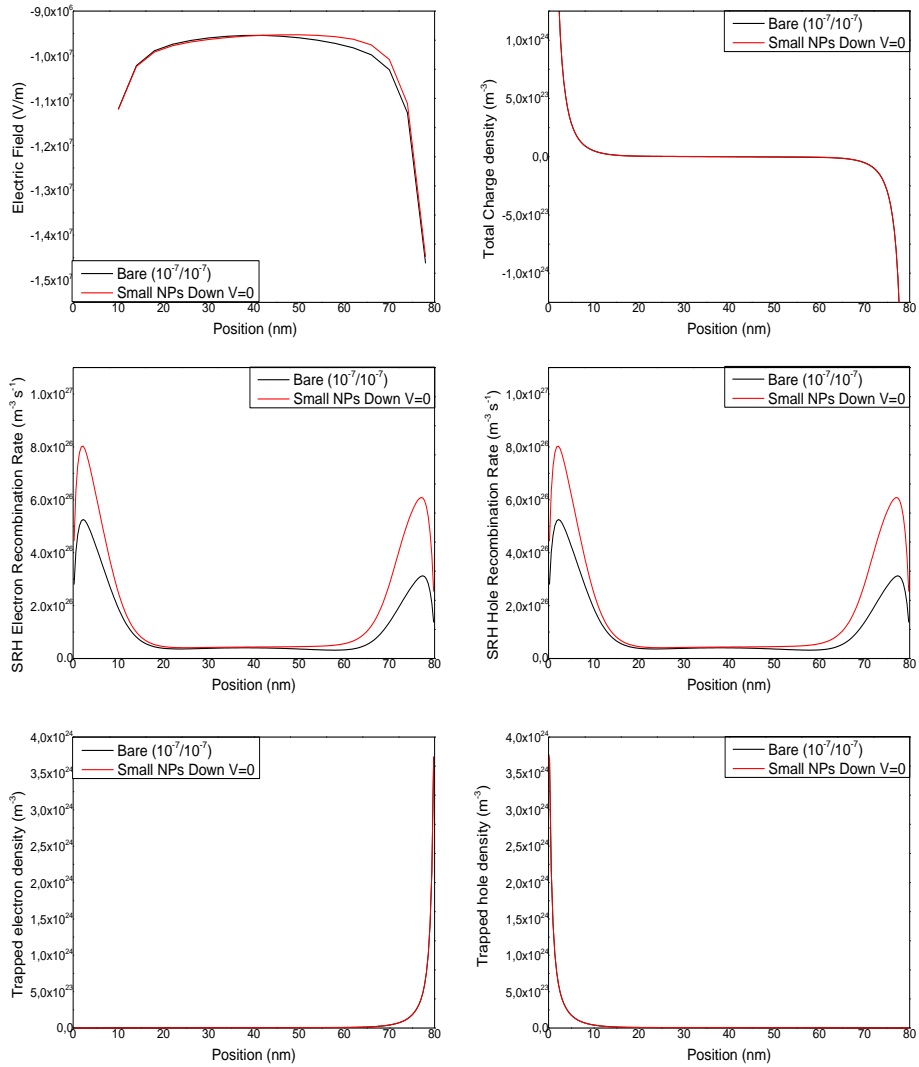 -9,0x10⁶
-1,0x10⁷
-1,1x10⁷
-1,2x10⁷
-1,3x10⁷
-1,4x10⁷
-1,5x10⁷
Electric Field (V/m)
Bare (10⁻⁷/10⁻⁷)
Small NPs Down V=0
0 10 20 30 40 50 60 70 80
Position (nm)
1,0x10²⁴
5,0x10²³
0,0
-5,0x10²³
-1,0x10²⁴
Total Charge density (m⁻³)
Bare (10⁻⁷/10⁻⁷)
Small NPs Down V=0
0 10 20 30 40 50 60 70 80
Position (nm)
1.0x10²⁷
8.0x10²⁶
6.0x10²⁶
4.0x10²⁶
2.0x10²⁶
0.0
SRH Electron Recombination Rate (m⁻³ s⁻¹)
Bare (10⁻⁷/10⁻⁷)
Small NPs Down V=0
0 10 20 30 40 50 60 70 80
Position (nm)
1.0x10²⁷
8.0x10²⁶
6.0x10²⁶
4.0x10²⁶
2.0x10²⁶
0.0
SRH Hole Recombination Rate (m⁻³ s⁻¹)
Bare (10⁻⁷/10⁻⁷)
Small NPs Down V=0
0 10 20 30 40 50 60 70 80
Position (nm)
4,0x10²⁴
3,5x10²⁴
3,0x10²⁴
2,5x10²⁴
2,0x10²⁴
1,5x10²⁴
1,0x10²⁴
5,0x10²³
0,0
Trapped electron density (m⁻³)
Bare (10⁻⁷/10⁻⁷)
Small NPs Down V=0
0 10 20 30 40 50 60 70 80
Position (nm)
4,0x10²⁴
3,5x10²⁴
3,0x10²⁴
2,5x10²⁴
2,0x10²⁴
1,5x10²⁴
1,0x10²⁴
5,0x10²³
0,0
Trapped hole density (m⁻³)
Bare (10⁻⁷/10⁻⁷)
Small NPs Down V=0
0 10 20 30 40 50 60 70 80
Position (nm)